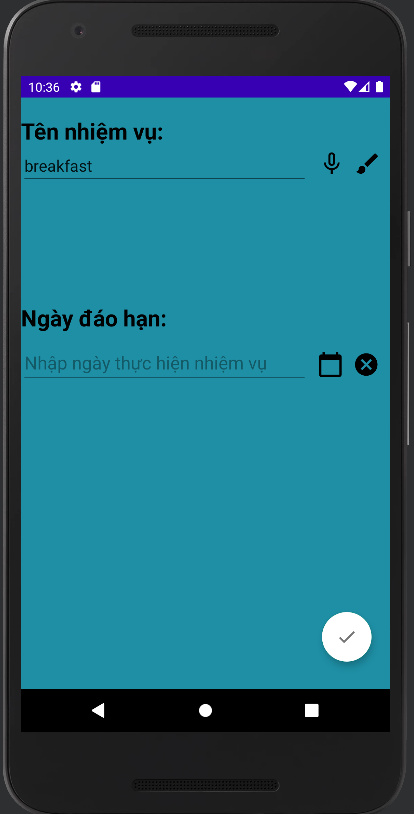 10:36
Tên nhiệm vụ:
breakfast
Ngày đáo hạn:
Nhập ngày thực hiện nhiệm vụ